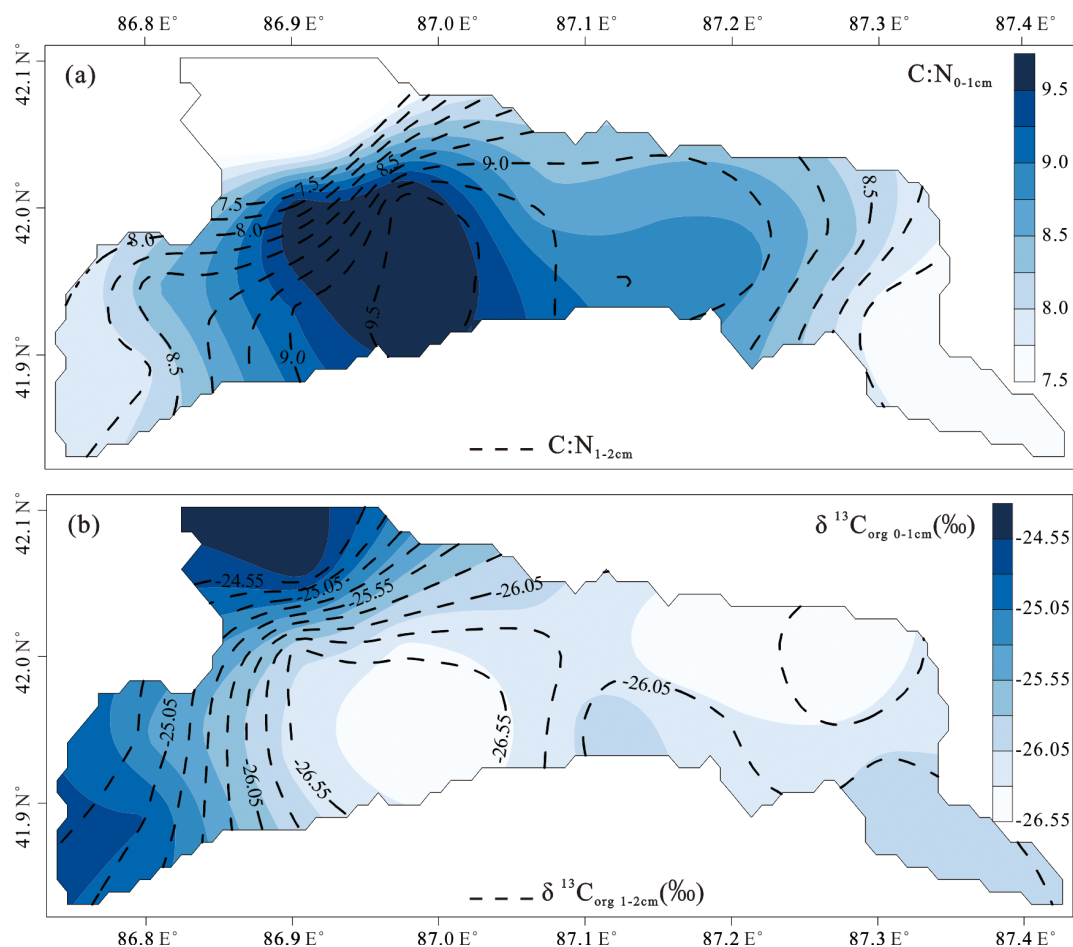 86.8 E° 86.9 E° 87.0 E° 87.1 E° 87.2 E° 87.3 E° 87.4 E°
(a)
C:N0-1cm
42.1 N°
42.0 N°
41.9 N°
9.5
9.0
8.5
8.0
7.5
7.5
7.5
8.0
8.0
8.5
9.0
8.5
8.5
9.0
9.5
C:N1-2cm
(b)
δ 13Corg 0-1cm(‰)
42.1 N°
42.0 N°
41.9 N°
-24.55
-25.05
-25.55
-26.05
-26.55
-24.55
-25.05
-25.55
-26.05
-25.05
-26.05
-26.55
-26.55
-26.05
δ 13Corg 1-2cm(‰)
86.8 E° 86.9 E° 87.0 E° 87.1 E° 87.2 E° 87.3 E° 87.4 E°